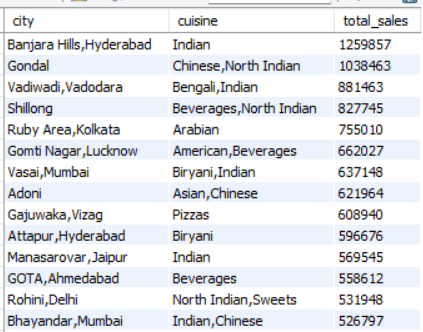 city cuisine total_sales
Banjara Hills,Hyderabad Indian 1259857
Gondal Chinese,North Indian 1038463
Vadiwadi,Vadodara Bengali,Indian 881463
Shillong Beverages,North Indian 827745
Ruby Area,Kolkata Arabian 755010
Gomti Nagar,Lucknow American,Beverages 662027
Vasai,Mumbai Biryani,Indian 637148
Adoni Asian,Chinese 621964
Gajuwaka,Vizag Pizzas 608940
Attapur,Hyderabad Biryani 596676
Manasarovar,Jaipur Indian 569545
GOTA,Ahmedabad Beverages 558612
Rohini,Delhi North Indian,Sweets 531948
Bhayandar,Mumbai Indian,Chinese 526797